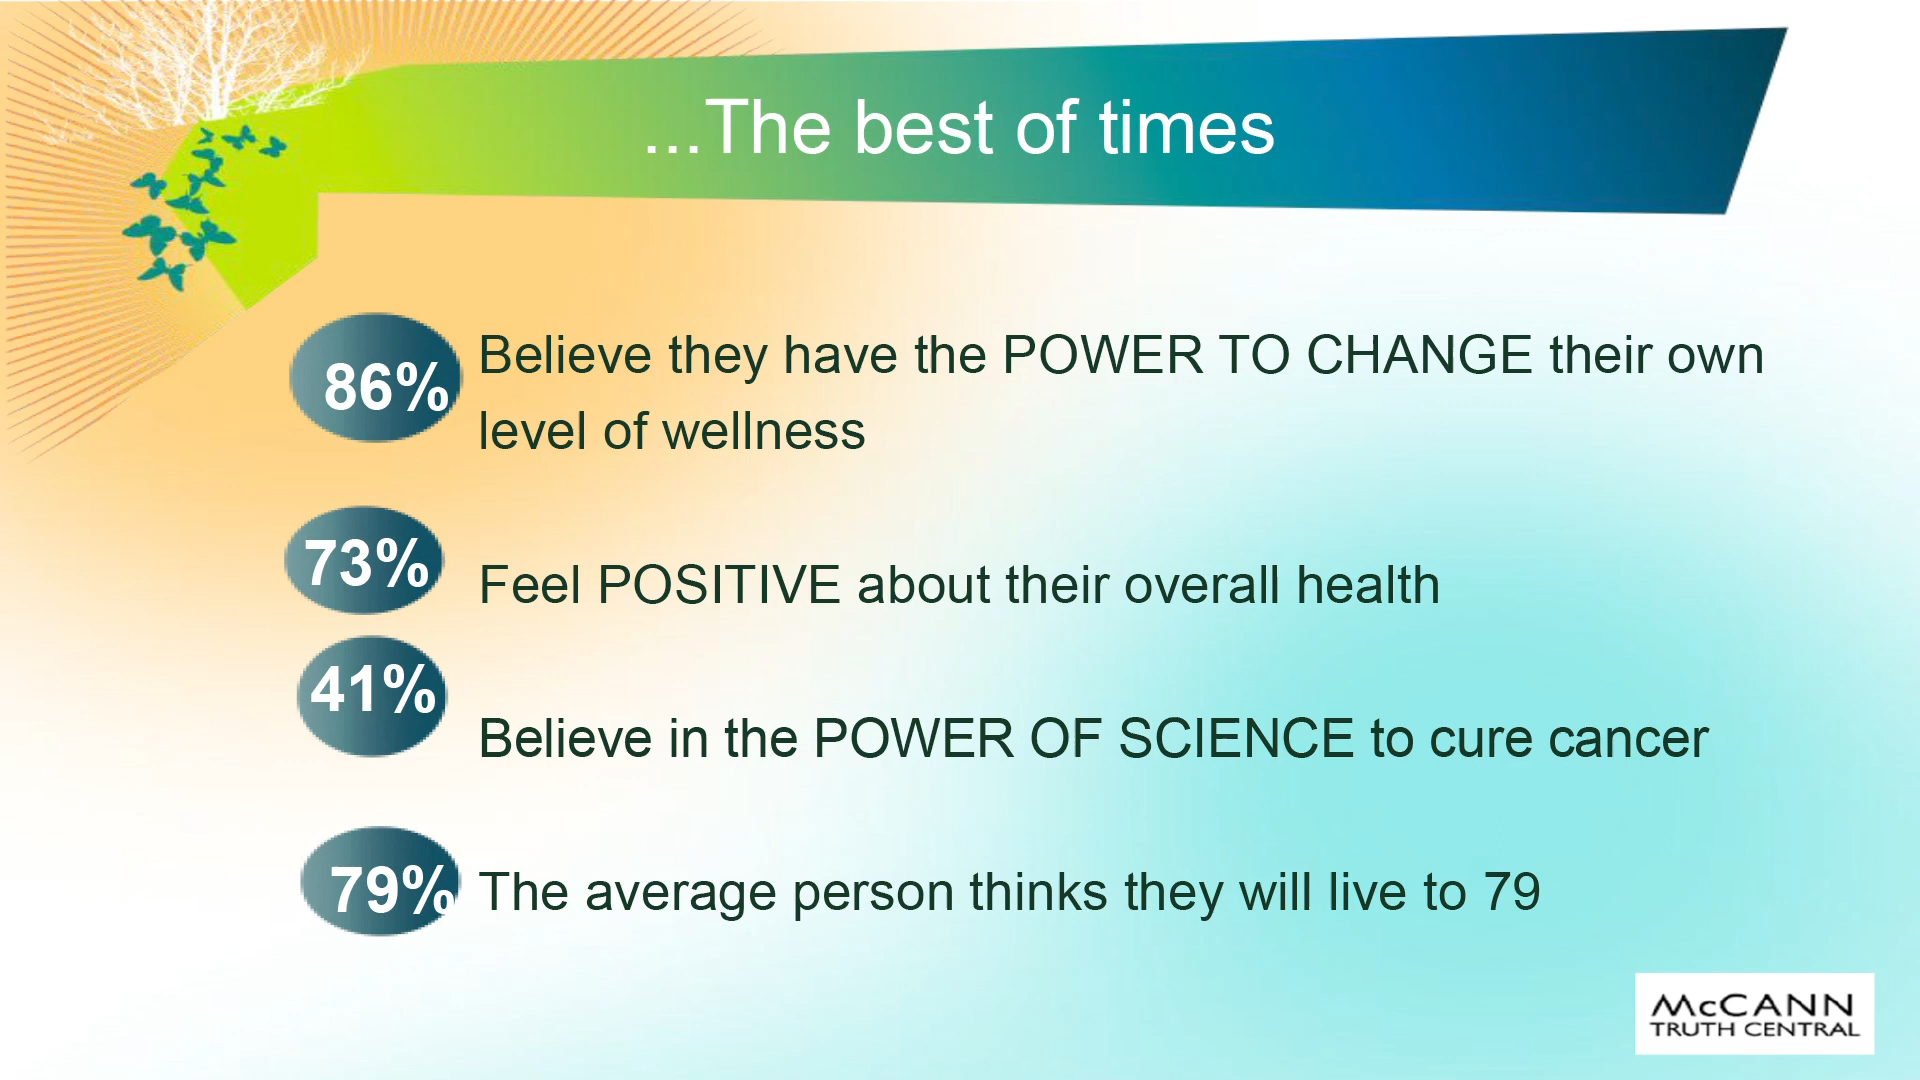 ...The best of times
86%
Believe they have the POWER TO CHANGE their own
level of wellness
73%
Feel POSITIVE about their overall health
41%
Believe in the POWER OF SCIENCE to cure cancer
79%
The average person thinks they will live to 79
McCANN
TRUTH CENTRAL